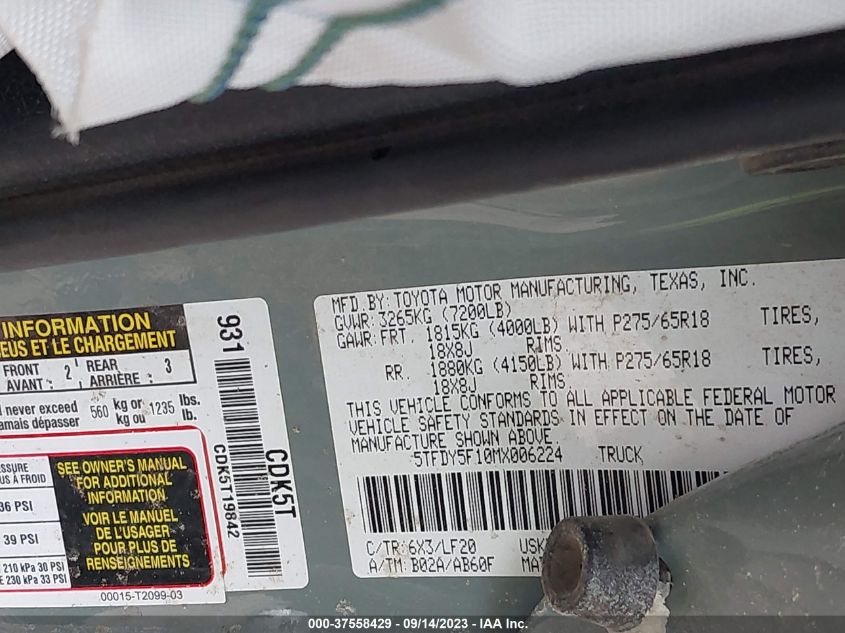 INFORMATION
EUS ET LE CHARGEMENT
FRONT AVANT : 2 REAR ARRIÈRE : 3
never exceed 560 kg or kg ou 1235 lbs. lb.
amais dépasser
SEE OWNER'S MANUAL
FOR ADDITIONAL
INFORMATION
VOIR LE MANUEL
DE L'USAGER
POUR PLUS DE
RENSEIGNEMENTS
36 PSI
39 PSI
210 kPa 30 PSI
230 kPa 33 PSI
00015-T2099-03
931
CDK5T19842
CDK5T
MFD. BY: TOYOTA MOTOR MANUFACTURING, TEXAS, INC.
GVWR: 3265KG (7200LB)
GAWR: FRT. 1815KG (4000LB) WITH P275/65R18 TIRES,
18X8J RIMS
RR. 1880KG (4150LB) WITH P275/65R18 TIRES,
18X8J RIMS.
THIS VEHICLE CONFORMS TO ALL APPLICABLE FEDERAL MOTOR
VEHICLE SAFETY STANDARDS IN EFFECT ON THE DATE OF
MANUFACTURE SHOWN ABOVE.
5TFDY5F10MX006224 TRUCK
C/TR: 6X3/LF20 USK
A/TM: B02A/AB60F
000-37558429 - 09/14/2023 - IAA Inc.